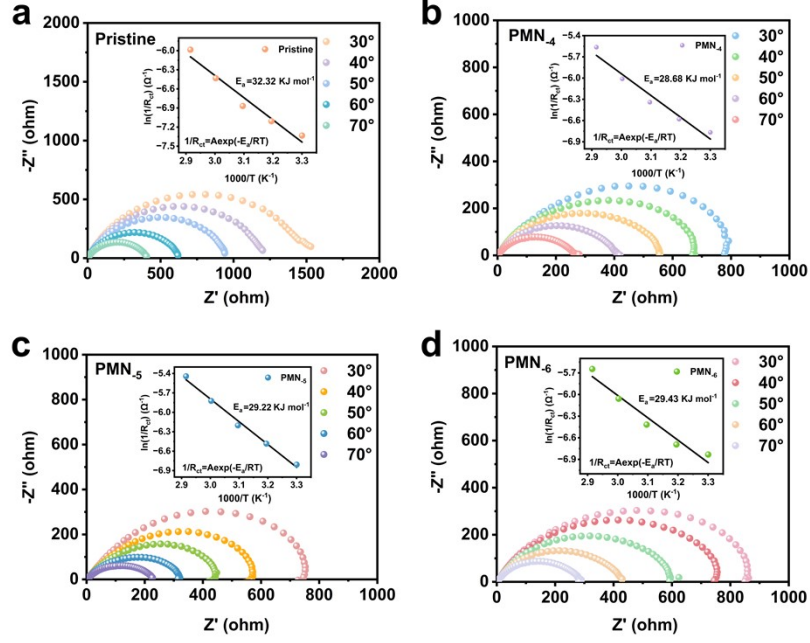 a
Pristine
-Z'' (ohm)
2000
1500
1000
500
0
0 500 1000 1500 2000
Z' (ohm)
30°
40°
50°
60°
70°
ln(1/Rct) (Ω-1)
-6.0
-6.4
-6.8
-7.2
-7.6
2.9 3.0 3.1 3.2 3.3
1000/T (K-1)
Pristine
Ea=32.32 KJ mol-1
1/Rct=Aexp(-Ea/RT)
b
PMN-4
-Z'' (ohm)
1000
800
600
400
200
0
0 200 400 600 800 1000
Z' (ohm)
30°
40°
50°
60°
70°
ln(1/Rct) (Ω-1)
-5.4
-5.7
-6.0
-6.3
-6.6
-6.9
2.9 3.0 3.1 3.2 3.3
1000/T (K-1)
PMN-4
Ea=28.68 KJ mol-1
1/Rct=Aexp(-Ea/RT)
c
PMN-5
-Z'' (ohm)
1000
800
600
400
200
0
0 200 400 600 800 1000
Z' (ohm)
30°
40°
50°
60°
70°
ln(1/Rct) (Ω-1)
-5.4
-5.7
-6.0
-6.3
-6.6
-6.9
2.9 3.0 3.1 3.2 3.3
1000/T (K-1)
PMN-5
Ea=29.22 KJ mol-1
1/Rct=Aexp(-Ea/RT)
d
PMN-6
-Z'' (ohm)
1000
800
600
400
200
0
0 200 400 600 800 1000
Z' (ohm)
30°
40°
50°
60°
70°
ln(1/Rct) (Ω-1)
-5.7
-6.0
-6.3
-6.6
-6.9
2.9 3.0 3.1 3.2 3.3
1000/T (K-1)
PMN-6
Ea=29.43 KJ mol-1
1/Rct=Aexp(-Ea/RT)